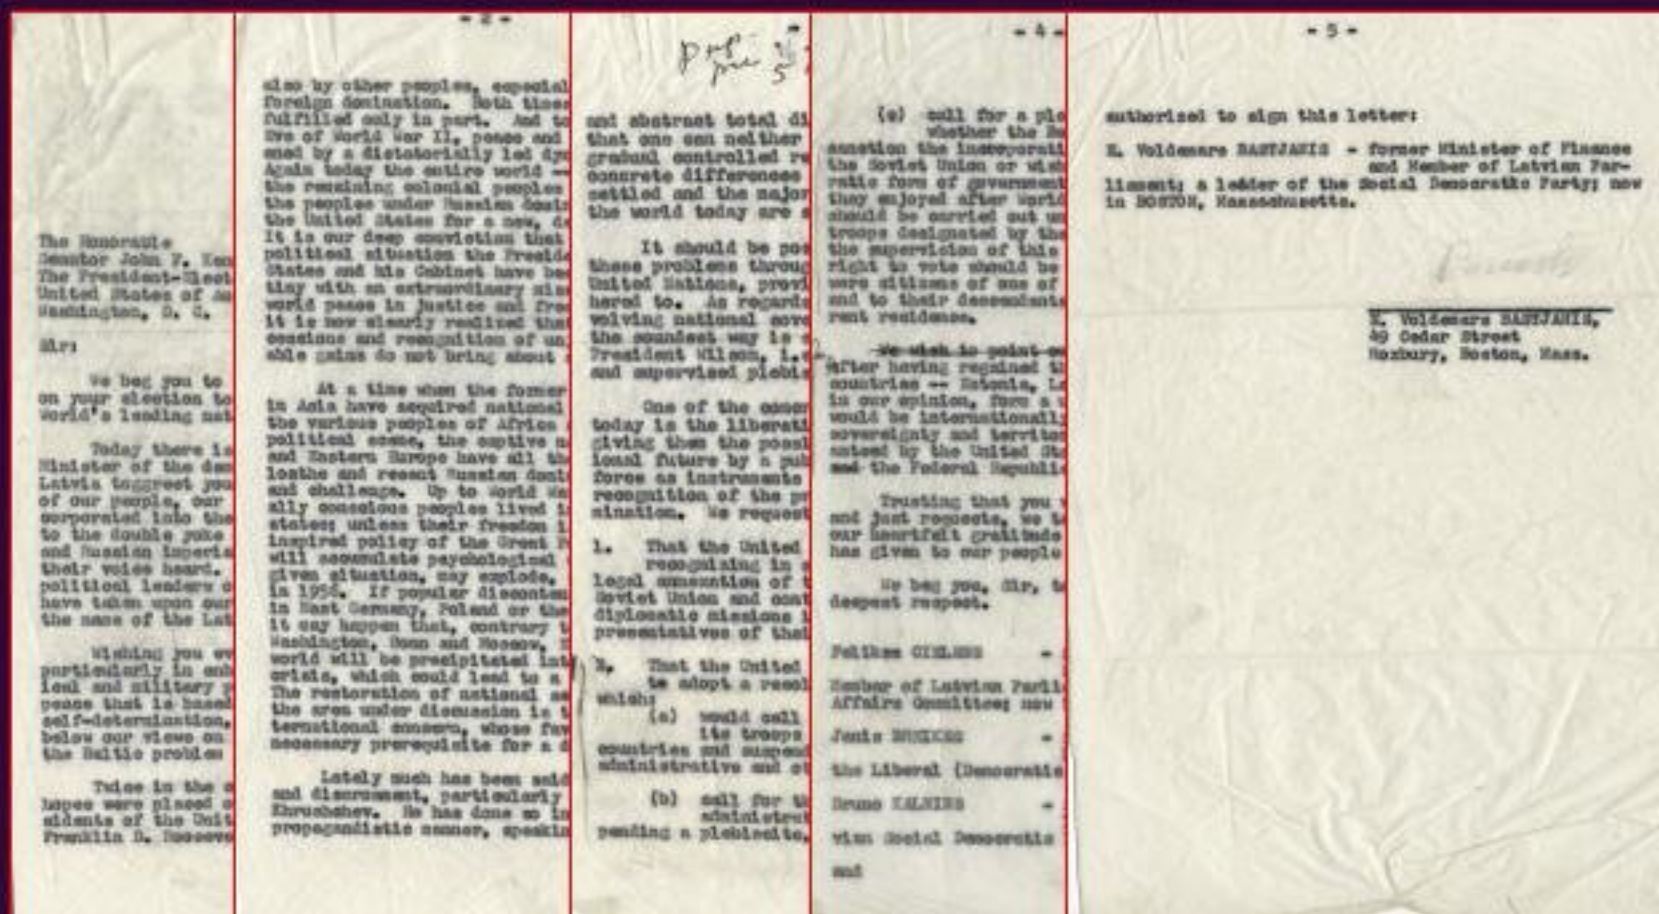 The Honorable
Senator John F. Ken
The President-Elect
United States of Am
Washington, D. C.
Sir:
We beg you to
on your election to
world's leading nat
Today there is
Minister of the dem
Latvia to
of our people, our
corporated into the
to the double yoke
and Russian imperia
their voice heard.
political leaders o
have taken upon our
the name of the Lat
Wishing you ev
particularly in enh
ical and military p
peace that is based
self-determination,
below our views on
the Baltic problem
Twice in the c
hopes were placed o
sidents of the Unit
Franklin D. Rooseve
- 2 -
also by other peoples, especial
foreign domination. Both times
fulfilled only in part. And to
Eve of World War II, peace and
ened by a dictatorially led dyn
Again today the entire world --
the remaining colonial peoples
the peoples under Russian domin
the United States for a new, de
It is our deep conviction that
political situation the Preside
States and his Cabinet have bee
tiny with an extraordinary mis
world peace in justice and free
it is now clearly realized that
cessions and recognition of un
able gains do not bring about
At a time when the former
in Asia have acquired national
the various peoples of Africa
political scene, the captive n
and Eastern Europe have all th
loathe and resent Russian domi
and challenge. Up to World Wa
ally conscious peoples lived i
states; unless their freedom i
inspired policy of the Great P
will accumulate psychological
given situation, may explode,
in 1956. If popular disconten
in East Germany, Poland or the
it may happen that, contrary t
Washington, Bonn and Moscow,
world will be precipitated int
crisis, which could lead to a
The restoration of national se
the area under discussion is t
ternational concern, whose fav
necessary prerequisite for a d
Lately much has been said
and disarmament, particularly
Khrushchev. He has done so in
propagandistic manner, speakin
5
and abstract total di
that one can neither
gradual controlled re
concrete differences
settled and the major
the world today are s
It should be pos
these problems throug
United Nations, provi
hered to. As regards
volving national sove
the soundest way is
President Wilson, i.e.
and supervised plebis
One of the concr
today is the liberati
giving them the possi
ional future by a pub
force as instruments
recognition of the pr
mination. We request
1. That the United
recognizing in
legal annexation of t
Soviet Union and cont
diplomatic missions
presentatives of thei
2. That the United
to adopt a resol
which:
(a) would call
its troops
countries and suspend
administrative and ot
(b) call for th
administrat
pending a plebiscite.
- 4 -
(c) call for a ple
whether the Ba
sanction the incorporati
the Soviet Union or wish
ratic form of government
they enjoyed after World
should be carried out un
troops designated by the
the supervision of this
right to vote should be
were citizens of one of
and to their descendants
rent residence.
We wish to point ou
After having regained th
countries -- Estonia, La
in our opinion, form a
would be internationally
sovereignty and territor
anteed by the United Sta
and the Federal Republic
Trusting that you
and just requests, we t
our heartfelt gratitude
has given to our people
We beg you, Sir, t
deepest respect.
Felikss CIELENS -
Member of Latvian Parli
Affairs Committee; now
Janis -
the Liberal (Democratic
Bruno KALNINS -
vian Social Democratic
and
- 5 -
authorized to sign this letter:
E. Voldemars BASTJANIS - former Minister of Finance
and Member of Latvian Par-
liament; a leader of the Social Democratic Party; now
in BOSTON, Massachusetts.
E. Voldemars BASTJANIS,
49 Cedar Street
Roxbury, Boston, Mass.